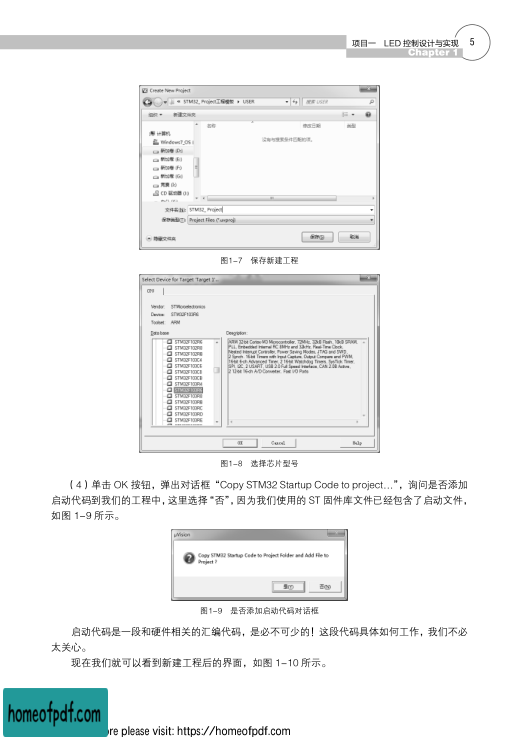 项目一 LED 控制设计与实现 5
Chapter 1
Create New Project
STM32_Project工程模板 ▸ USER
搜索 USER
组织 新建文件夹
名称 修改日期 类型
没有与搜索条件匹配的项。
计算机
Windows7_OS (
新加卷 (D:)
新加卷 (E:)
新加卷 (F:)
新加卷 (G:)
CD 驱动器 (I:)
文件名(N): STM32_Project
保存类型(T): Project Files (*.uvproj)
隐藏文件夹 保存(S) 取消
图1-7 保存新建工程
Select Device for Target 'Target 1'...
CPU
Vendor: STMicroelectronics
Device: STM32F103R6
Toolset: ARM
Data base Description:
ARM 32-bit Cortex-M3 Microcontroller, 72MHz, 32kB Flash, 10kB SRAM,
PLL, Embedded Internal RC 8MHz and 32kHz, Real-Time Clock,
Nested Interrupt Controller, Power Saving Modes, JTAG and SWD,
2 Synch. 16-bit Timers with Input Capture, Output Compare and PWM,
16-bit 6-ch Advanced Timer, 2 16-bit Watchdog Timers, SysTick Timer,
SPI, I2C, 2 USART, USB 2.0 Full Speed Interface, CAN 2.0B Active,
2 12-bit 16-ch A/D Converter, Fast I/O Ports
STM32F102R6
STM32F102R8
STM32F102RB
STM32F103C4
STM32F103C6
STM32F103C8
STM32F103CB
STM32F103R4
STM32F103R6
STM32F103R8
STM32F103RB
STM32F103RC
STM32F103RD
STM32F103RE
OK Cancel Help
图1-8 选择芯片型号
（4）单击 OK 按钮，弹出对话框“Copy STM32 Startup Code to project…”，询问是否添加
启动代码到我们的工程中，这里选择“否”，因为我们使用的 ST 固件库文件已经包含了启动文件，
如图 1-9 所示。
μVision
Copy STM32 Startup Code to Project Folder and Add File to
Project ?
是(Y) 否(N)
图1-9 是否添加启动代码对话框
启动代码是一段和硬件相关的汇编代码，是必不可少的！这段代码具体如何工作，我们不必
太关心。
现在我们就可以看到新建工程后的界面，如图 1-10 所示。
homeofpdf.com
ore please visit: https://homeofpdf.com